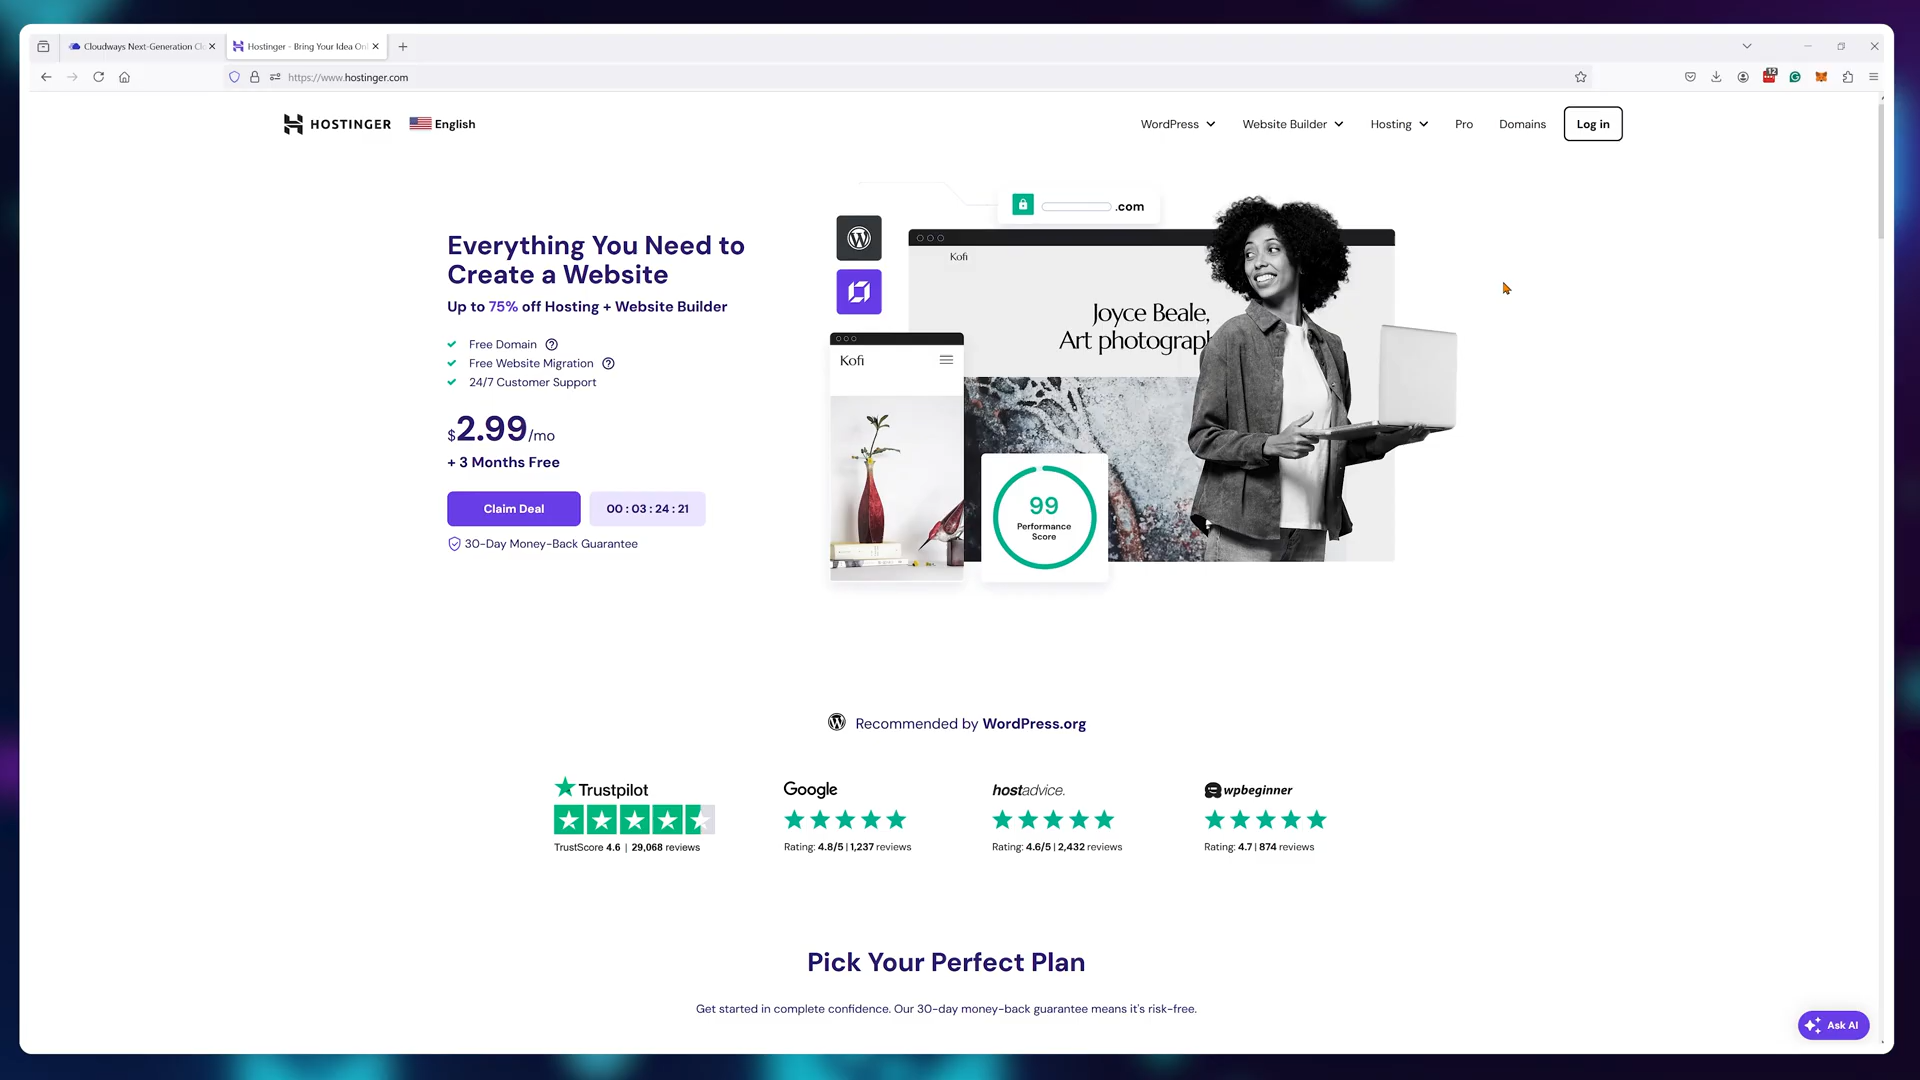 Cloudways Next-Generation Cl
Hostinger - Bring Your Idea Onl
https://www.hostinger.com
12
HOSTINGER
English
WordPress
Website Builder
Hosting
Pro
Domains
Log in
.com
Kofi
Joyce Beale,
Art photograph
Kofi
99
Performance
Score
Everything You Need to
Create a Website
Up to 75% off Hosting + Website Builder
Free Domain
Free Website Migration
24/7 Customer Support
$2.99/mo
+ 3 Months Free
Claim Deal
00 : 03 : 24 : 21
30-Day Money-Back Guarantee
Recommended by WordPress.org
Trustpilot
TrustScore 4.6 | 29,068 reviews
Google
Rating: 4.8/5 | 1,237 reviews
hostadvice.
Rating: 4.6/5 | 2,432 reviews
wpbeginner
Rating: 4.7 | 874 reviews
Pick Your Perfect Plan
Get started in complete confidence. Our 30-day money-back guarantee means it's risk-free.
Ask AI